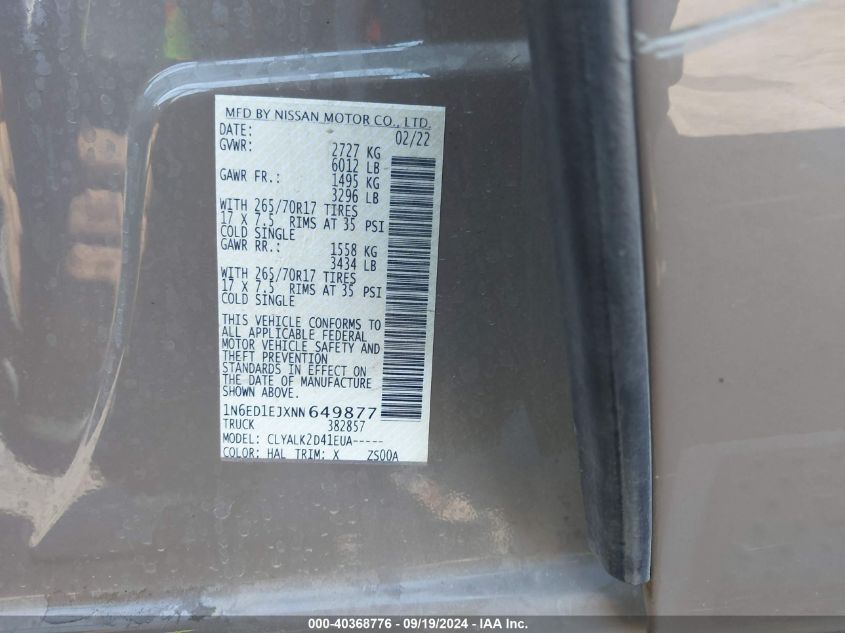 MFD BY NISSAN MOTOR CO., LTD.
DATE: 02/22
GVWR: 2727 KG
6012 LB
GAWR FR.: 1495 KG
3296 LB
WITH 265/70R17 TIRES
17 X 7.5 RIMS AT 35 PSI
COLD SINGLE
GAWR RR.: 1558 KG
3434 LB
WITH 265/70R17 TIRES
17 X 7.5 RIMS AT 35 PSI
COLD SINGLE
THIS VEHICLE CONFORMS TO
ALL APPLICABLE FEDERAL
MOTOR VEHICLE SAFETY AND
THEFT PREVENTION
STANDARDS IN EFFECT ON
THE DATE OF MANUFACTURE
SHOWN ABOVE.
1N6ED1EJXNN649877
TRUCK 382857
MODEL: CLYALK2D41EUA-----
COLOR: HAL TRIM: X ZS00A
000-40368776 - 09/19/2024 - IAA Inc.